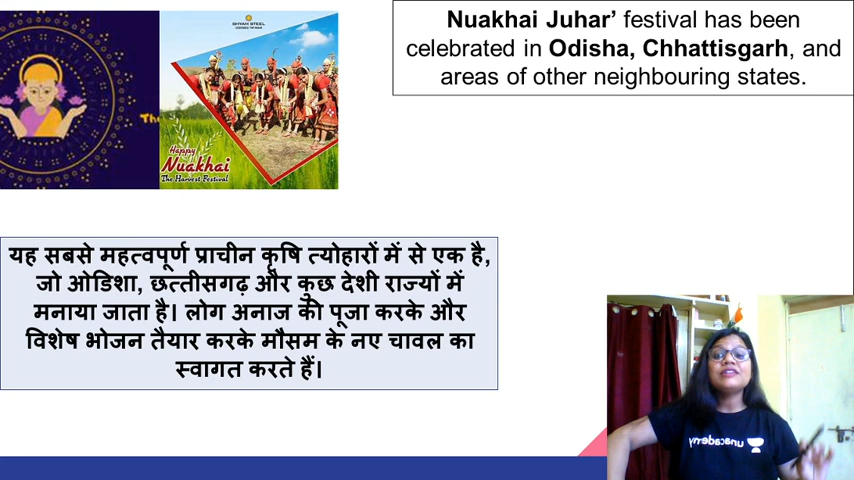 Nuakhai Juhar’ festival has been
celebrated in Odisha, Chhattisgarh, and
areas of other neighbouring states.
SHYAM STEEL
Happy
Nuakhai
The Harvest Festival
यह सबसे महत्वपूर्ण प्राचीन कृषि त्योहारों में से एक है,
जो ओडिशा, छत्तीसगढ़ और कुछ देशी राज्यों में
मनाया जाता है। लोग अनाज की पूजा करके और
विशेष भोजन तैयार करके मौसम के नए चावल का
स्वागत करते हैं।
unacademy